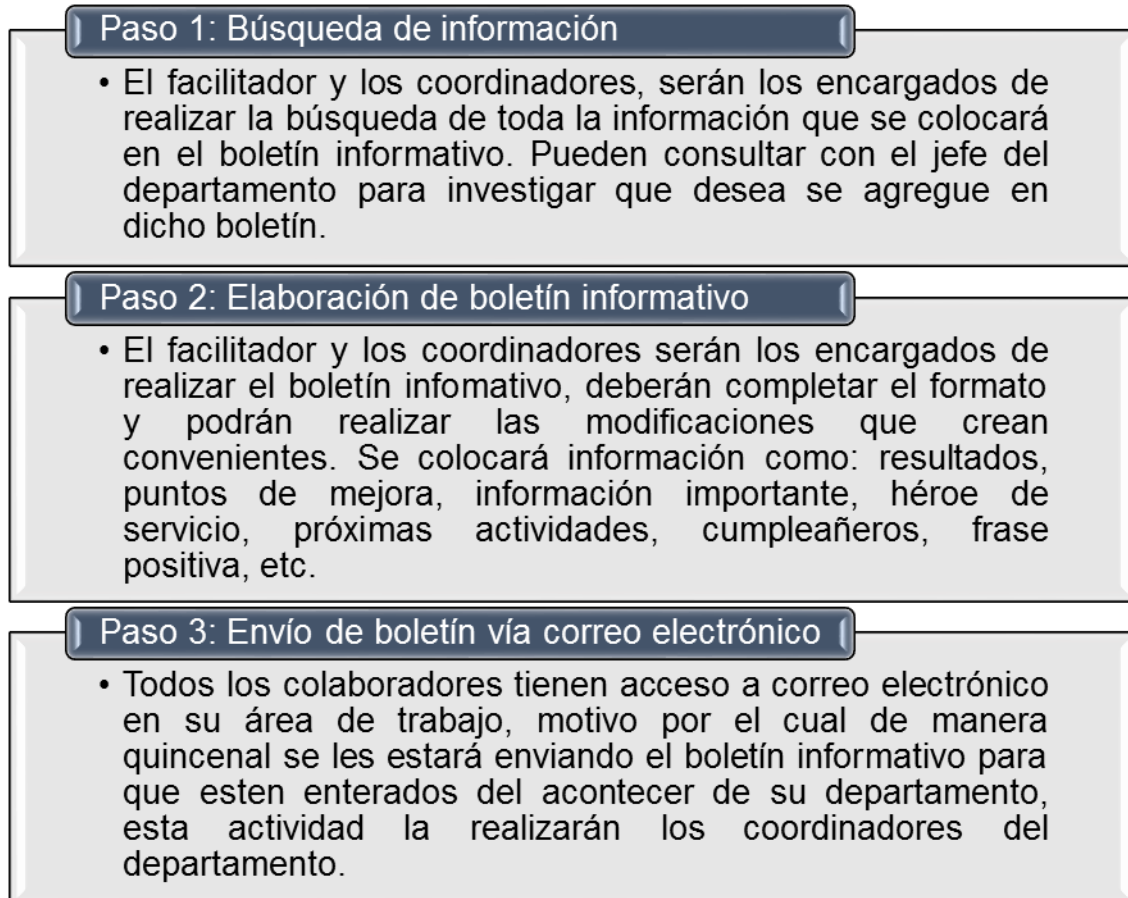 Paso 1: Búsqueda de información
• El facilitador y los coordinadores, serán los encargados de
realizar la búsqueda de toda la información que se colocará
en el boletín informativo. Pueden consultar con el jefe del
departamento para investigar que desea se agregue en
dicho boletín.
Paso 2: Elaboración de boletín informativo
• El facilitador y los coordinadores serán los encargados de
realizar el boletín infomativo, deberán completar el formato
y podrán realizar las modificaciones que crean
convenientes. Se colocará información como: resultados,
puntos de mejora, información importante, héroe de
servicio, próximas actividades, cumpleañeros, frase
positiva, etc.
Paso 3: Envío de boletín vía correo electrónico
• Todos los colaboradores tienen acceso a correo electrónico
en su área de trabajo, motivo por el cual de manera
quincenal se les estará enviando el boletín informativo para
que esten enterados del acontecer de su departamento,
esta actividad la realizarán los coordinadores del
departamento.